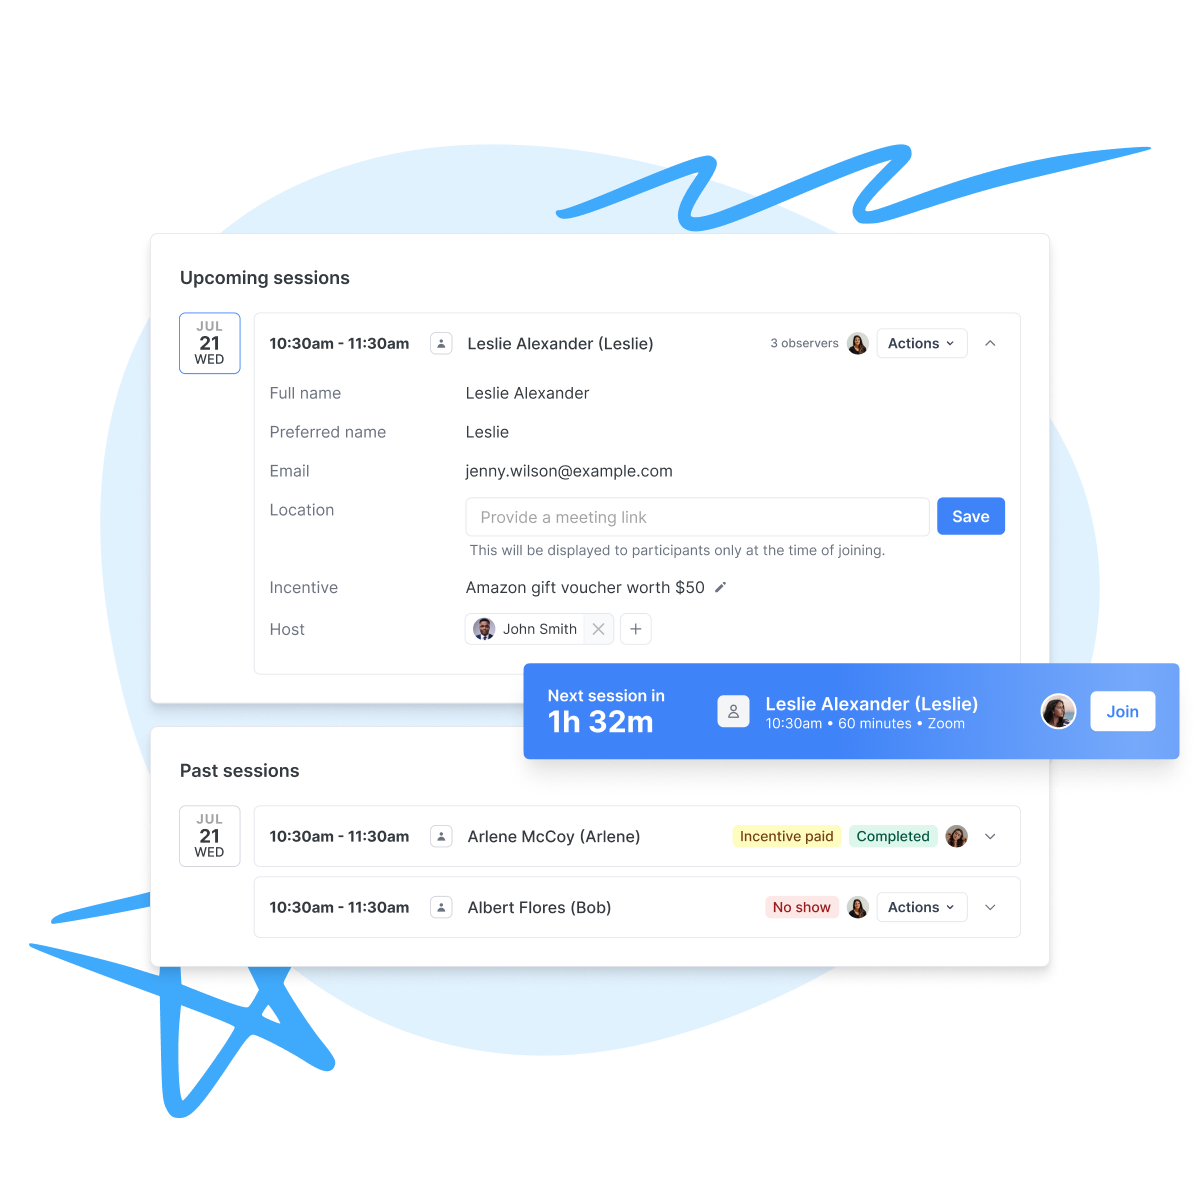 Upcoming sessions
JUL
21
WED
10:30am - 11:30am
Leslie Alexander (Leslie)
3 observers
Actions
Full name
Leslie Alexander
Preferred name
Leslie
Email
jenny.wilson@example.com
Location
Provide a meeting link
Save
This will be displayed to participants only at the time of joining.
Incentive
Amazon gift voucher worth $50
Host
John Smith
Next session in
1h 32m
Leslie Alexander (Leslie)
10:30am • 60 minutes • Zoom
Join
Past sessions
JUL
21
WED
10:30am - 11:30am
Arlene McCoy (Arlene)
Incentive paid
Completed
10:30am - 11:30am
Albert Flores (Bob)
No show
Actions